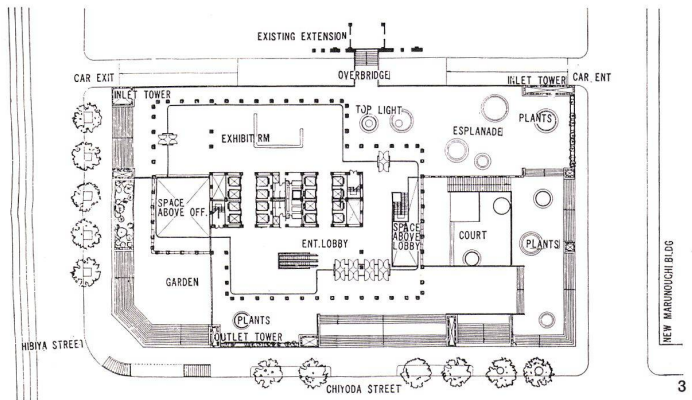 EXISTING EXTENSION
CAR EXIT
OVERBRIDGE
INLET TOWER
CAR ENT
INLET TOWER
TOP LIGHT
PLANTS
ESPLANADE
EXHIBIT RM
SPACE
ABOVE OFF.
SPACE
ABOVE
LOBBY
COURT
PLANTS
ENT.LOBBY
GARDEN
PLANTS
OUTLET TOWER
HIBIYA STREET
CHIYODA STREET
NEW MARUNOUCHI BLDG
3